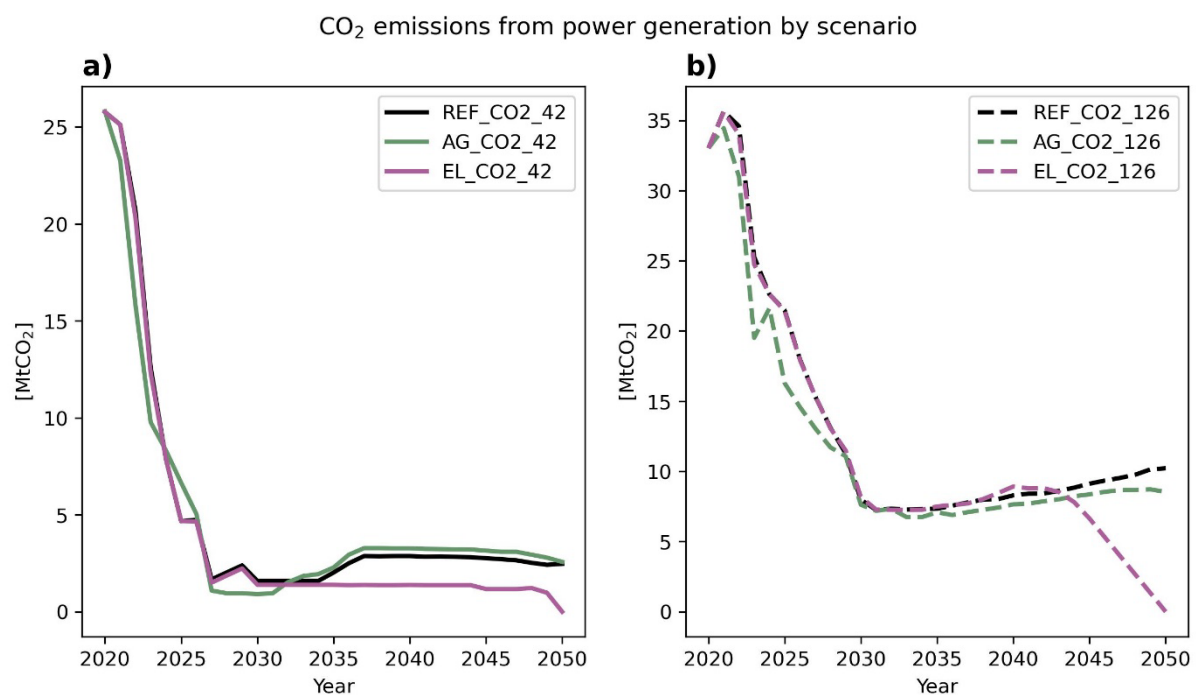 CO₂ emissions from power generation by scenario
a)
[MtCO₂]
25
20
15
10
5
0
REF_CO2_42
AG_CO2_42
EL_CO2_42
2020 2025 2030 2035 2040 2045 2050
Year
b)
[MtCO₂]
35
30
25
20
15
10
5
0
REF_CO2_126
AG_CO2_126
EL_CO2_126
2020 2025 2030 2035 2040 2045 2050
Year